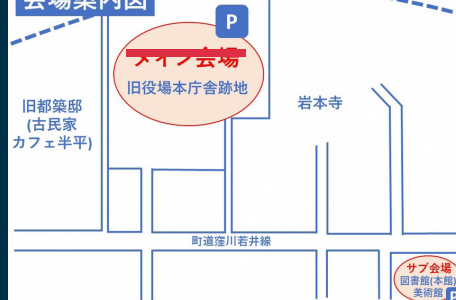 会場案内図
P
メイン会場
旧役場本庁舎跡地
旧都築邸
(古民家
カフェ半平)
岩本寺
町道窪川若井線
サブ会場
図書館(本館)
美術館
P